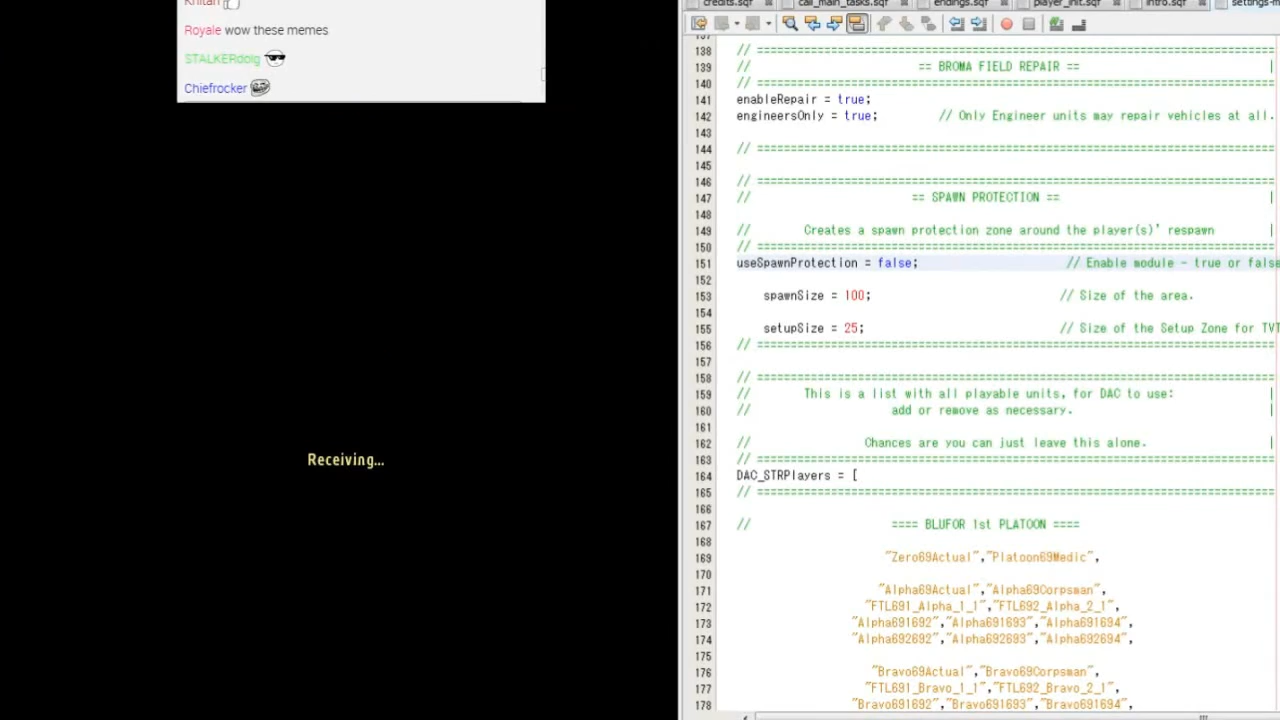 Khitan
Royale wow these memes
STALKERdolg
Chiefrocker
Receiving...
credits.sqf
call_main_tasks.sqf
endings.sqf
player_init.sqf
intro.sqf
settings-m
137
138 // ==============================================================================
139 // == BROMA FIELD REPAIR == |
140 // ==============================================================================
141 enableRepair = true;
142 engineersOnly = true; // Only Engineer units may repair vehicles at all.
143
144 // ==============================================================================
145
146 // ==============================================================================
147 // == SPAWN PROTECTION == |
148
149 // Creates a spawn protection zone around the player(s)' respawn |
150 // ==============================================================================
151 useSpawnProtection = false; // Enable module - true or false
152
153 spawnSize = 100; // Size of the area.
154
155 setupSize = 25; // Size of the Setup Zone for TVT
156 // ==============================================================================
157
158 // ==============================================================================
159 // This is a list with all playable units, for DAC to use: |
160 // add or remove as necessary. |
161
162 // Chances are you can just leave this alone. |
163 // ==============================================================================
164 DAC_STRPlayers = [
165 // ==============================================================================
166
167 // ==== BLUFOR 1st PLATOON ====
168
169 "Zero69Actual","Platoon69Medic",
170
171 "Alpha69Actual","Alpha69Corpsman",
172 "FTL691_Alpha_1_1","FTL692_Alpha_2_1",
173 "Alpha691692","Alpha691693","Alpha691694",
174 "Alpha692692","Alpha692693","Alpha692694",
175
176 "Bravo69Actual","Bravo69Corpsman",
177 "FTL691_Bravo_1_1","FTL692_Bravo_2_1",
178 "Bravo691692","Bravo691693","Bravo691694",